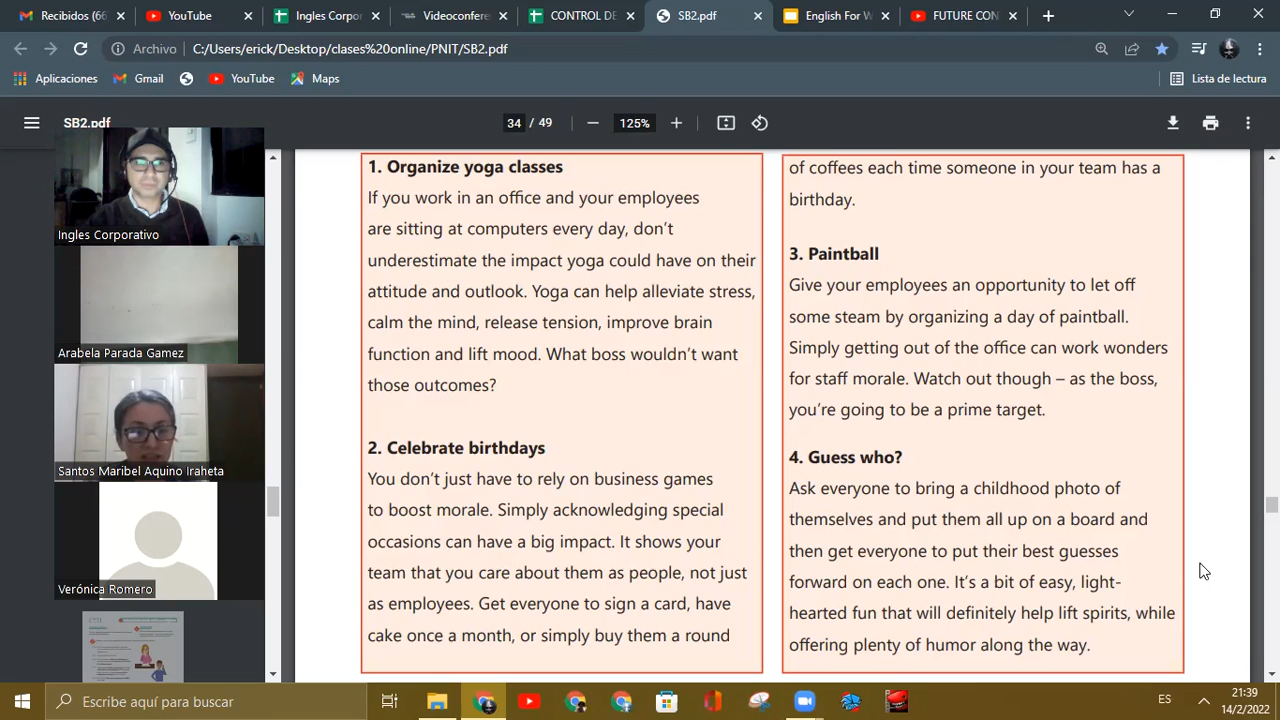 Recibidos
YouTube
Ingles Corpor
Videoconfere
CONTROL DE
SB2.pdf
English For W
FUTURE CON
Archivo
C:/Users/erick/Desktop/clases%20online/PNIT/SB2.pdf
Aplicaciones
Gmail
YouTube
Maps
Lista de lectura
SB2.pdf
34 / 49
125%
Ingles Corporativo
Arabela Parada Gamez
Santos Maribel Aquino Iraheta
Verónica Romero
1. Organize yoga classes
If you work in an office and your employees
are sitting at computers every day, don't
underestimate the impact yoga could have on their
attitude and outlook. Yoga can help alleviate stress,
calm the mind, release tension, improve brain
function and lift mood. What boss wouldn't want
those outcomes?
2. Celebrate birthdays
You don't just have to rely on business games
to boost morale. Simply acknowledging special
occasions can have a big impact. It shows your
team that you care about them as people, not just
as employees. Get everyone to sign a card, have
cake once a month, or simply buy them a round
of coffees each time someone in your team has a
birthday.
3. Paintball
Give your employees an opportunity to let off
some steam by organizing a day of paintball.
Simply getting out of the office can work wonders
for staff morale. Watch out though – as the boss,
you're going to be a prime target.
4. Guess who?
Ask everyone to bring a childhood photo of
themselves and put them all up on a board and
then get everyone to put their best guesses
forward on each one. It's a bit of easy, light-
hearted fun that will definitely help lift spirits, while
offering plenty of humor along the way.
Escribe aquí para buscar
ES
21:39
14/2/2022